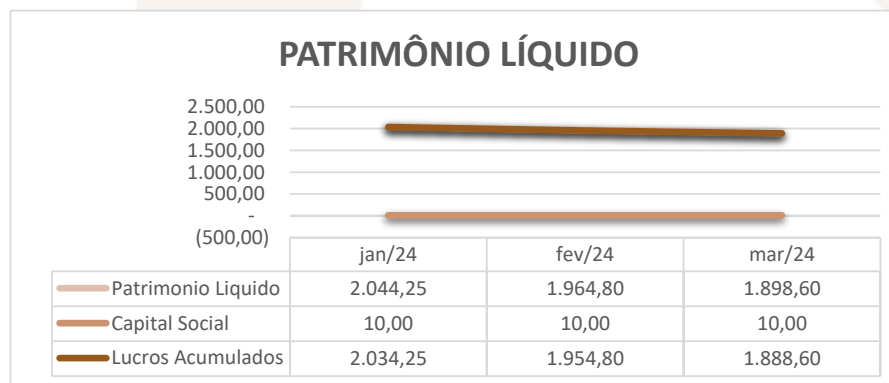 PATRIMÔNIO LÍQUIDO
2.500,00
2.000,00
1.500,00
1.000,00
500,00
-
(500,00)
jan/24 fev/24 mar/24
Patrimonio Liquido 2.044,25 1.964,80 1.898,60
Capital Social 10,00 10,00 10,00
Lucros Acumulados 2.034,25 1.954,80 1.888,60